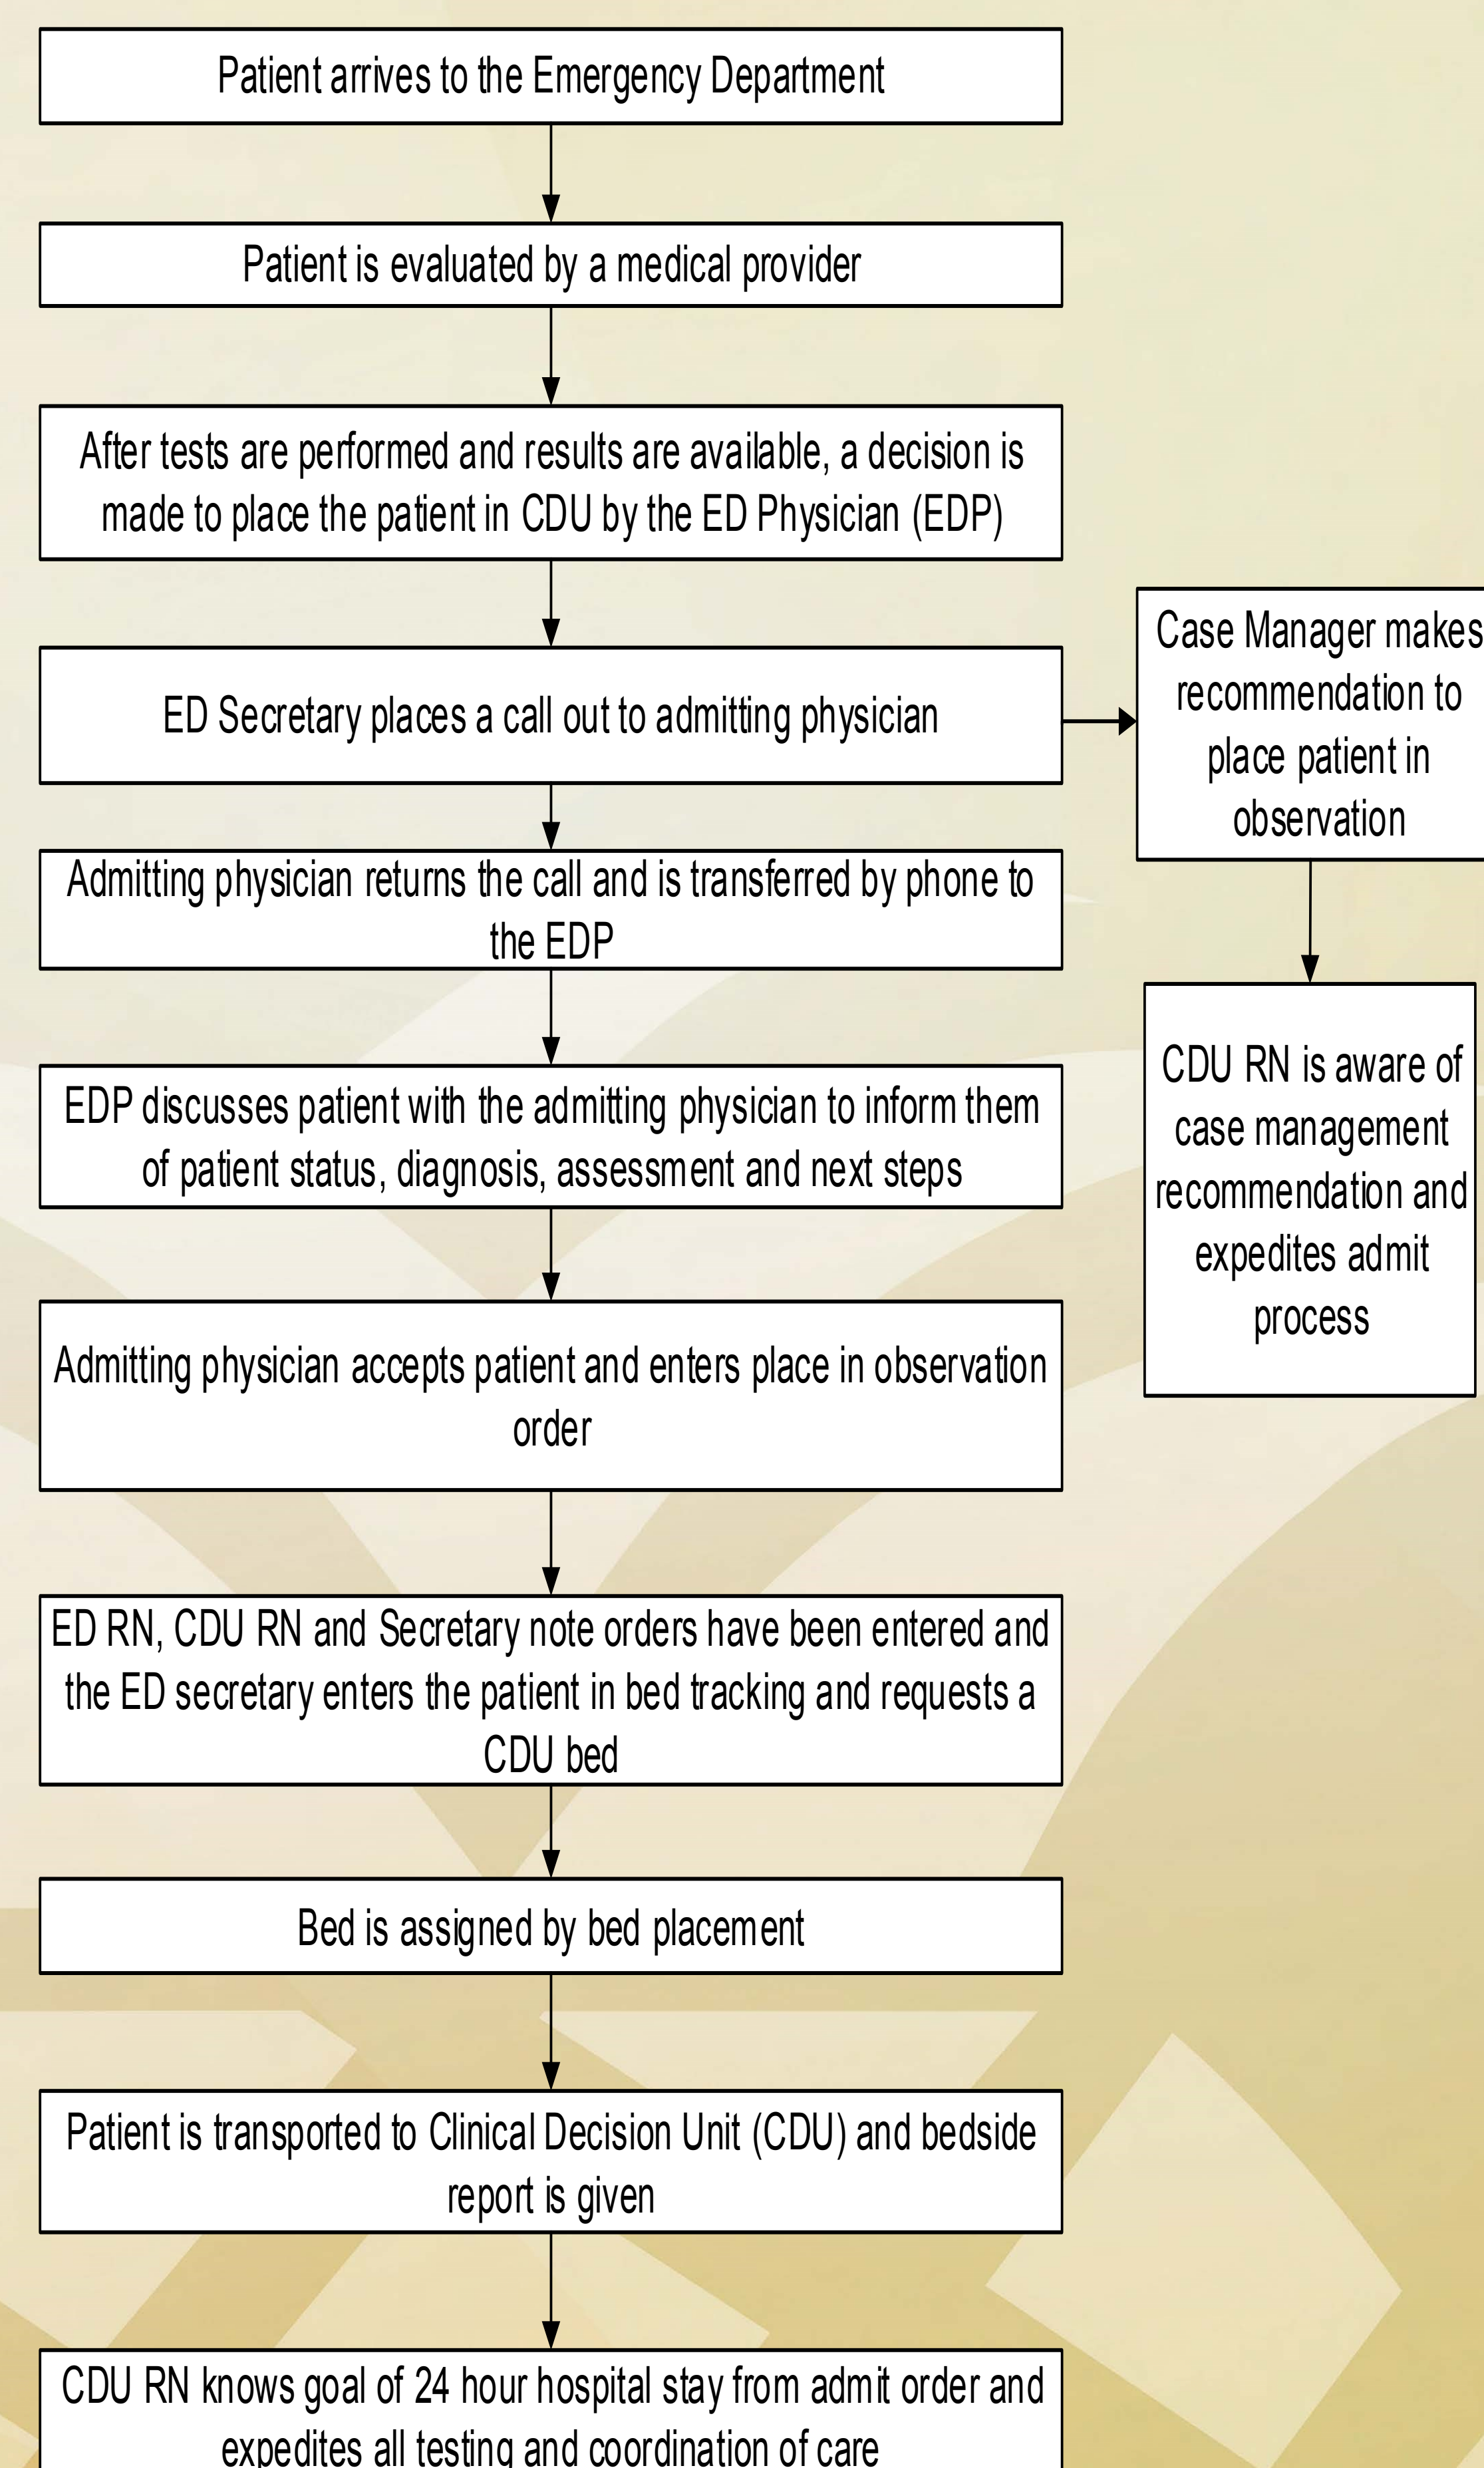 Patient arrives to the Emergency Department
Patient is evaluated by a medical provider
After tests are performed and results are available, a decision is
made to place the patient in CDU by the ED Physician (EDP)
ED Secretary places a call out to admitting physician
Case Manager makes
recommendation to
place patient in
observation
Admitting physician returns the call and is transferred by phone to
the EDP
EDP discusses patient with the admitting physician to inform them
of patient status, diagnosis, assessment and next steps
CDU RN is aware of
case management
recommendation and
expedites admit
process
Admitting physician accepts patient and enters place in observation
order
ED RN, CDU RN and Secretary note orders have been entered and
the ED secretary enters the patient in bed tracking and requests a
CDU bed
Bed is assigned by bed placement
Patient is transported to Clinical Decision Unit (CDU) and bedside
report is given
CDU RN knows goal of 24 hour hospital stay from admit order and
expedites all testing and coordination of care